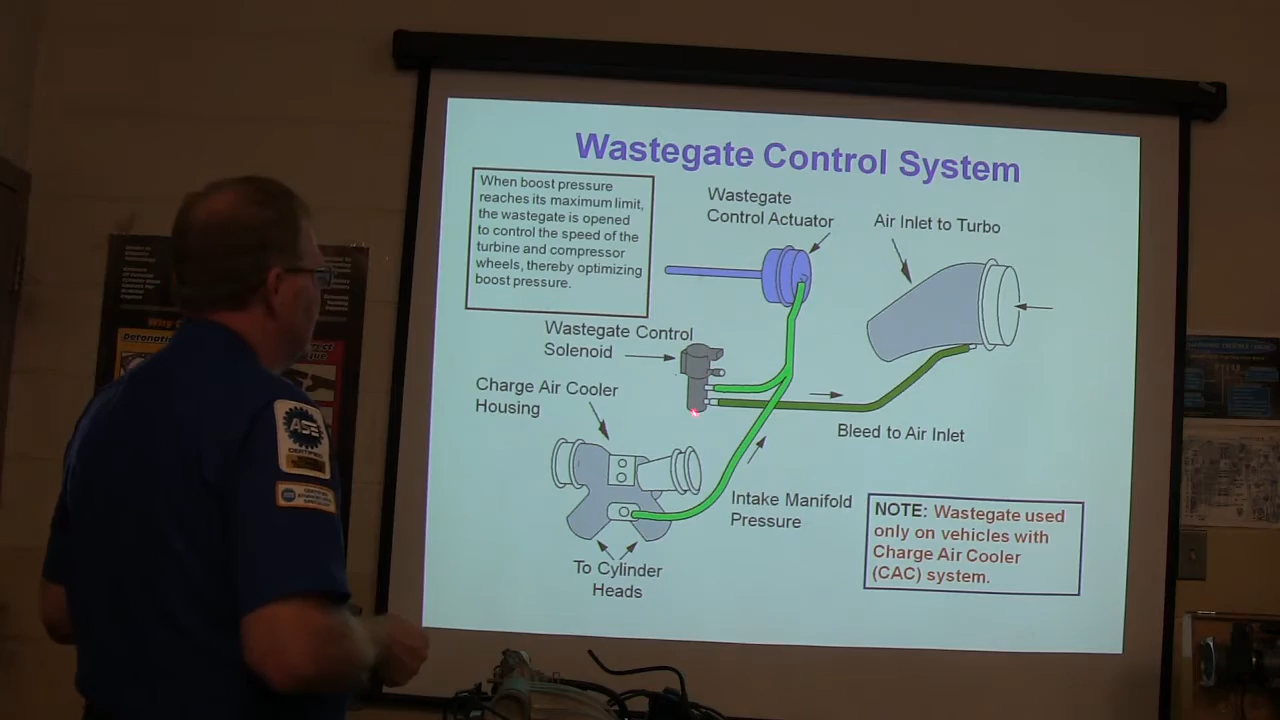 Wastegate Control System
When boost pressure
reaches its maximum limit,
the wastegate is opened
to control the speed of the
turbine and compressor
wheels, thereby optimizing
boost pressure.
Wastegate
Control Actuator
Air Inlet to Turbo
Wastegate Control
Solenoid
Charge Air Cooler
Housing
Bleed to Air Inlet
Intake Manifold
Pressure
To Cylinder
Heads
NOTE: Wastegate used
only on vehicles with
Charge Air Cooler
(CAC) system.
ASE
CERTIFIED
Why